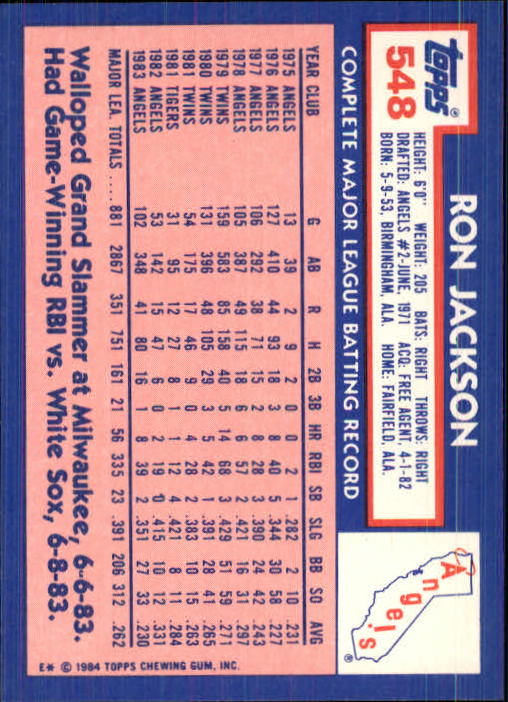 topps®
548
RON JACKSON
HEIGHT: 6'0" WEIGHT: 205 BATS: RIGHT THROWS: RIGHT
DRAFTED: ANGELS #2-JUNE, 1971 ACQ: FREE AGENT, 4-1-82
BORN: 5-9-53, BIRMINGHAM, ALA. HOME: FAIRFIELD, ALA.
Angels®
COMPLETE MAJOR LEAGUE BATTING RECORD
YEAR CLUB G AB R H 2B 3B HR RBI SB SLG BB SO AVG
1975 ANGELS 13 39 2 9 2 0 0 2 1 .282 2 10 .231
1976 ANGELS 127 410 44 93 18 3 8 40 5 .344 30 58 .227
1977 ANGELS 106 292 38 71 15 2 8 28 3 .390 24 42 .243
1978 ANGELS 105 387 49 115 18 6 6 57 2 .421 16 31 .297
1979 TWINS 159 583 85 158 40 5 14 68 3 .429 51 59 .271
1980 TWINS 131 396 48 105 29 3 5 42 1 .391 28 41 .265
1981 TWINS 54 175 17 46 9 0 4 28 2 .383 10 15 .263
1981 TIGERS 31 95 12 27 8 1 1 12 4 .421 8 11 .284
1982 ANGELS 53 142 15 47 6 0 2 19 0 .415 10 12 .331
1983 ANGELS 102 348 41 80 16 1 8 39 2 .351 27 33 .230
MAJOR LEA. TOTALS .... 881 2867 351 751 161 21 56 335 23 .391 206 312 .262
Walloped Grand Slammer at Milwaukee, 6-6-83.
Had Game-Winning RBI vs. White Sox, 6-8-83.
E* © 1984 TOPPS CHEWING GUM, INC.